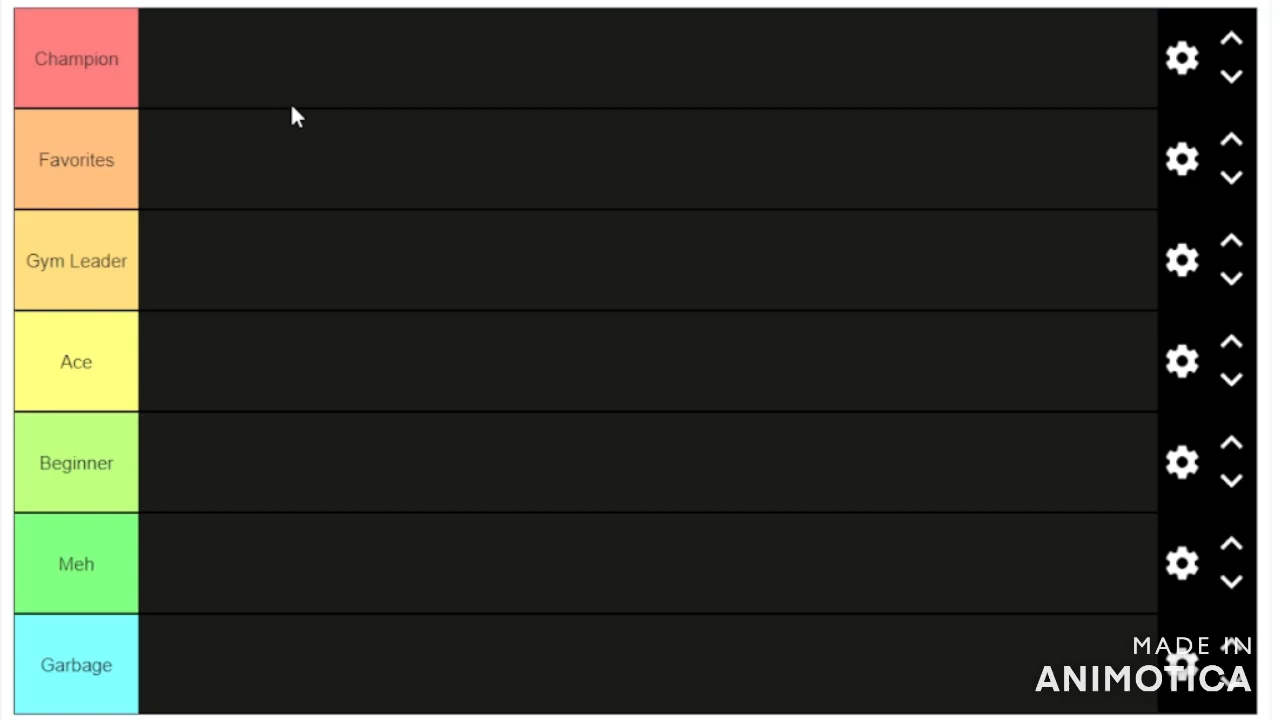 Champion
Favorites
Gym Leader
Ace
Beginner
Meh
Garbage
MADE IN
ANIMOTICA